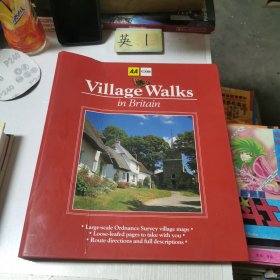 英 1
AA
Village Walks
in Britain
• Large-scale Ordnance Survey village maps •
• Loose-leafed pages to take with you •
• Route directions and full descriptions •